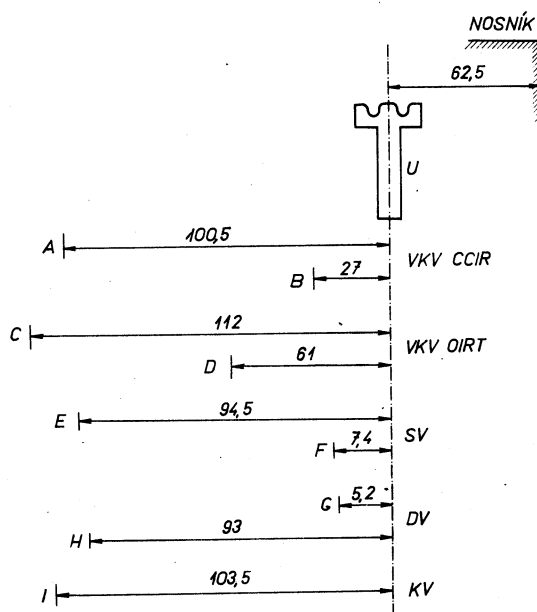 NOSNÍK
62,5
U
A 100,5
VKV CCIR
B 27
C 112
VKV OIRT
D 61
E 94,5
SV
F 7,4
G 5,2
DV
H 93
I 103,5 KV